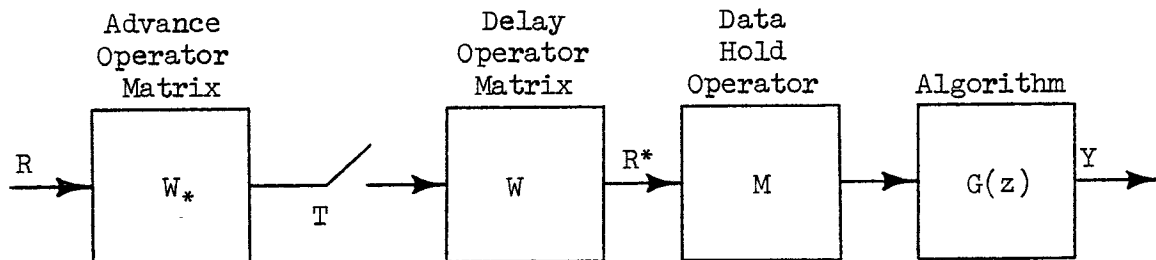 Advance
Operator
Matrix
Delay
Operator
Matrix
Data
Hold
Operator
Algorithm
R
W*
T
W
R*
M
G(z)
Y